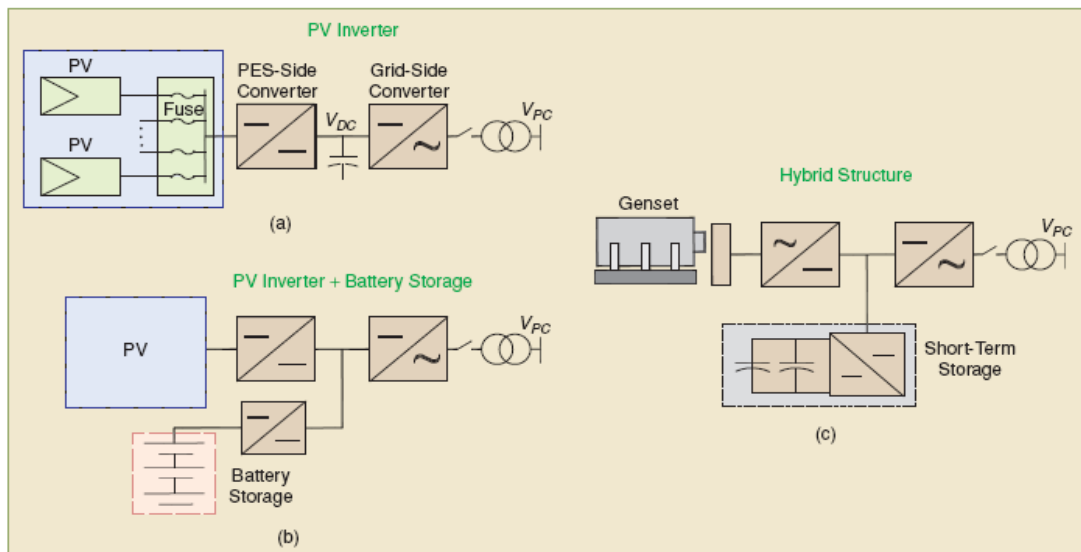 PV Inverter
PV
Fuse
PV
PES-Side
Converter
V_DC
Grid-Side
Converter
V_PC
(a)
PV Inverter + Battery Storage
PV
V_PC
Battery
Storage
(b)
Hybrid Structure
Genset
V_PC
Short-Term
Storage
(c)